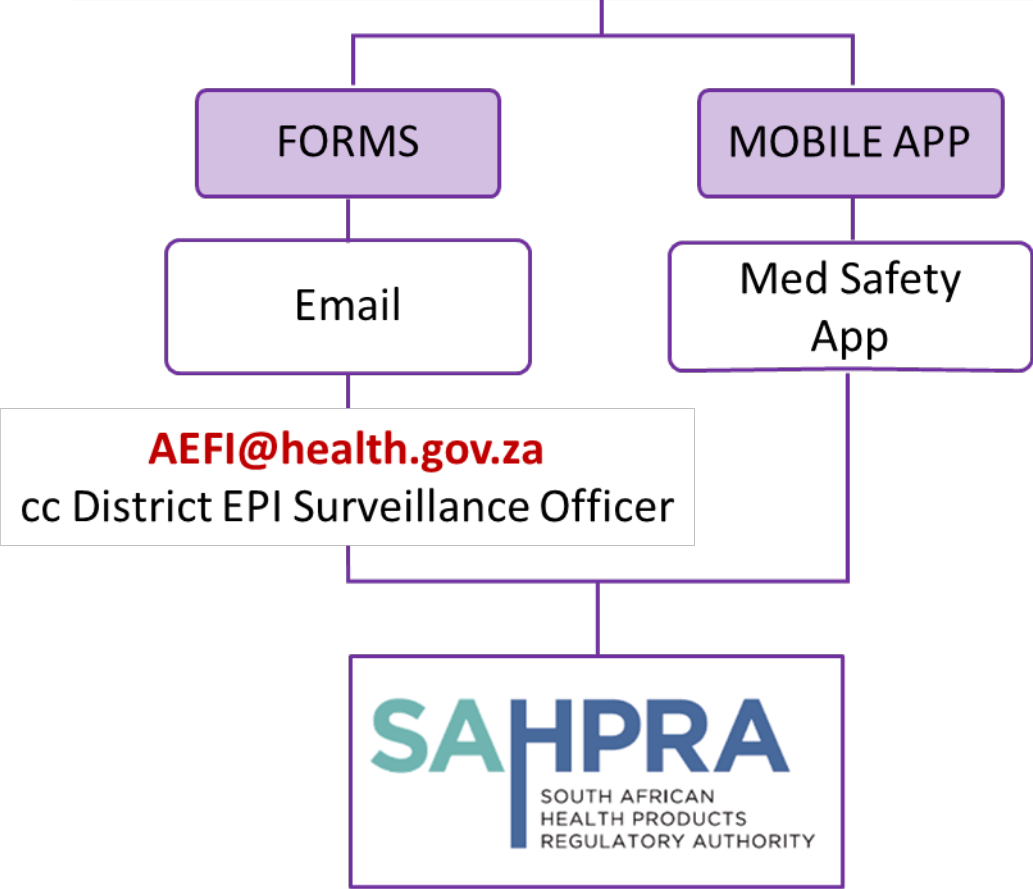 FORMS
MOBILE APP
Email
Med Safety
App
AEFI@health.gov.za
cc District EPI Surveillance Officer
SAHPRA
SOUTH AFRICAN
HEALTH PRODUCTS
REGULATORY AUTHORITY